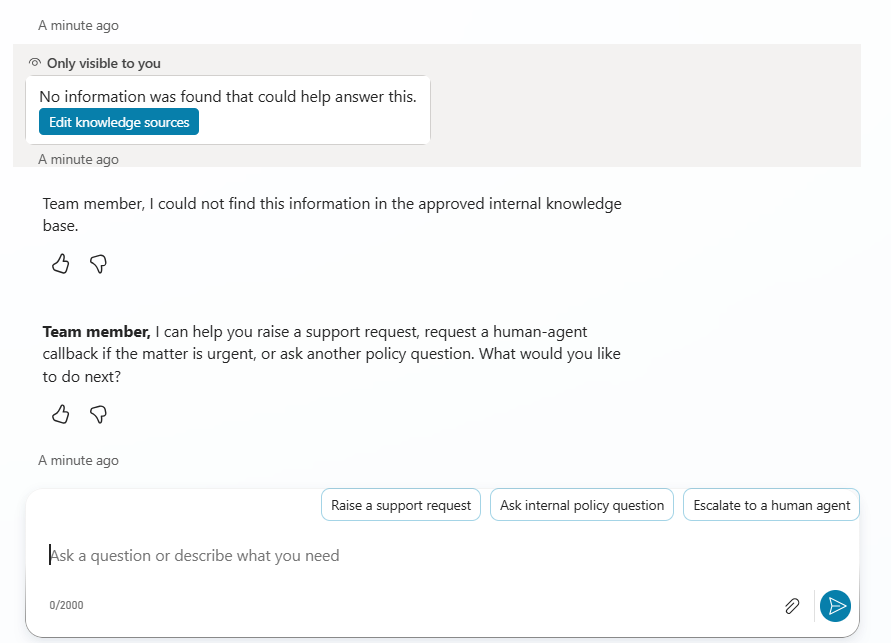 A minute ago
Only visible to you
No information was found that could help answer this.
Edit knowledge sources
A minute ago
Team member, I could not find this information in the approved internal knowledge
base.
Team member, I can help you raise a support request, request a human-agent
callback if the matter is urgent, or ask another policy question. What would you like
to do next?
A minute ago
Raise a support request
Ask internal policy question
Escalate to a human agent
Ask a question or describe what you need
0/2000